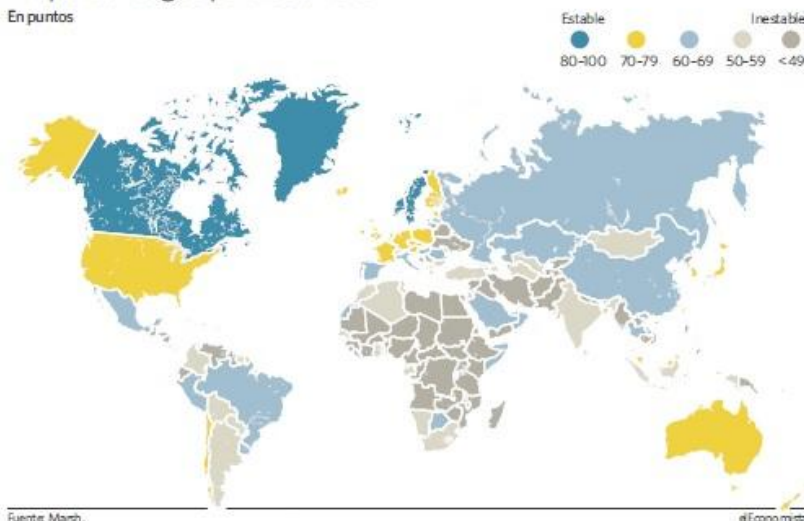 En puntos
Estable
Inestable
80-100
70-79
60-69
50-59
<49
Fuente: Marsh.
elEconomista